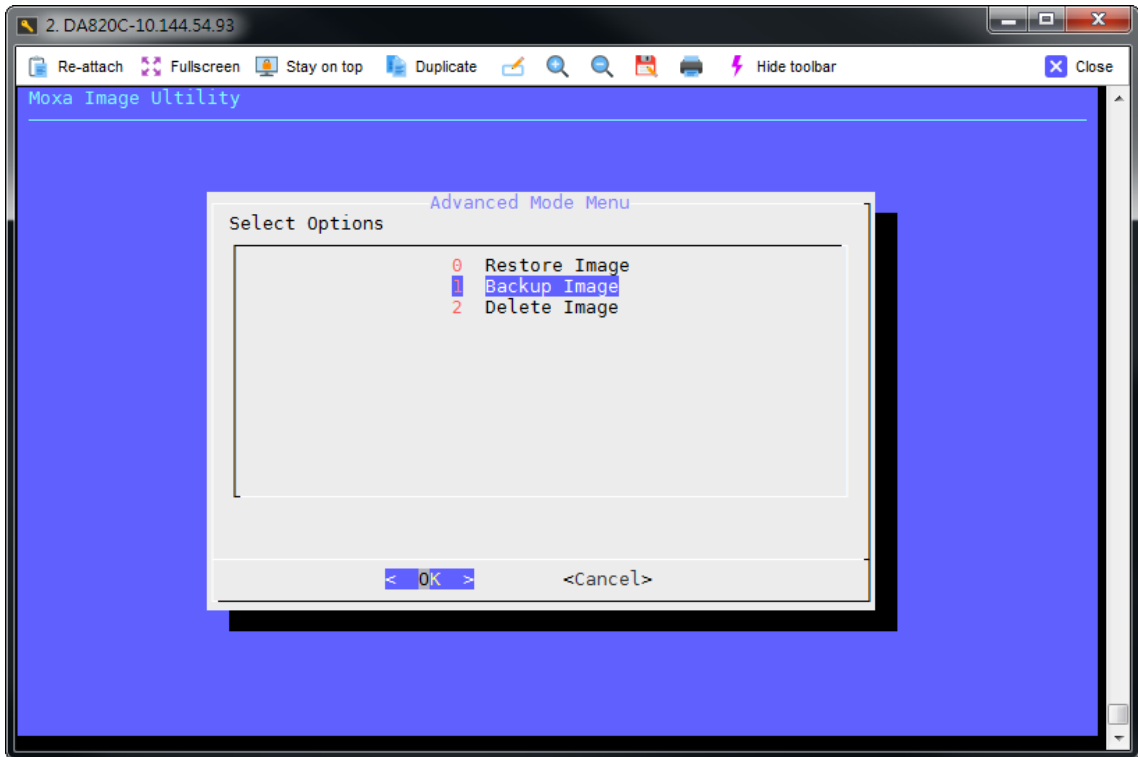 2. DA820C-10.144.54.93
Re-attach Fullscreen Stay on top Duplicate Hide toolbar Close
Moxa Image Ultility
Advanced Mode Menu
Select Options
0 Restore Image
1 Backup Image
2 Delete Image
< OK > <Cancel>